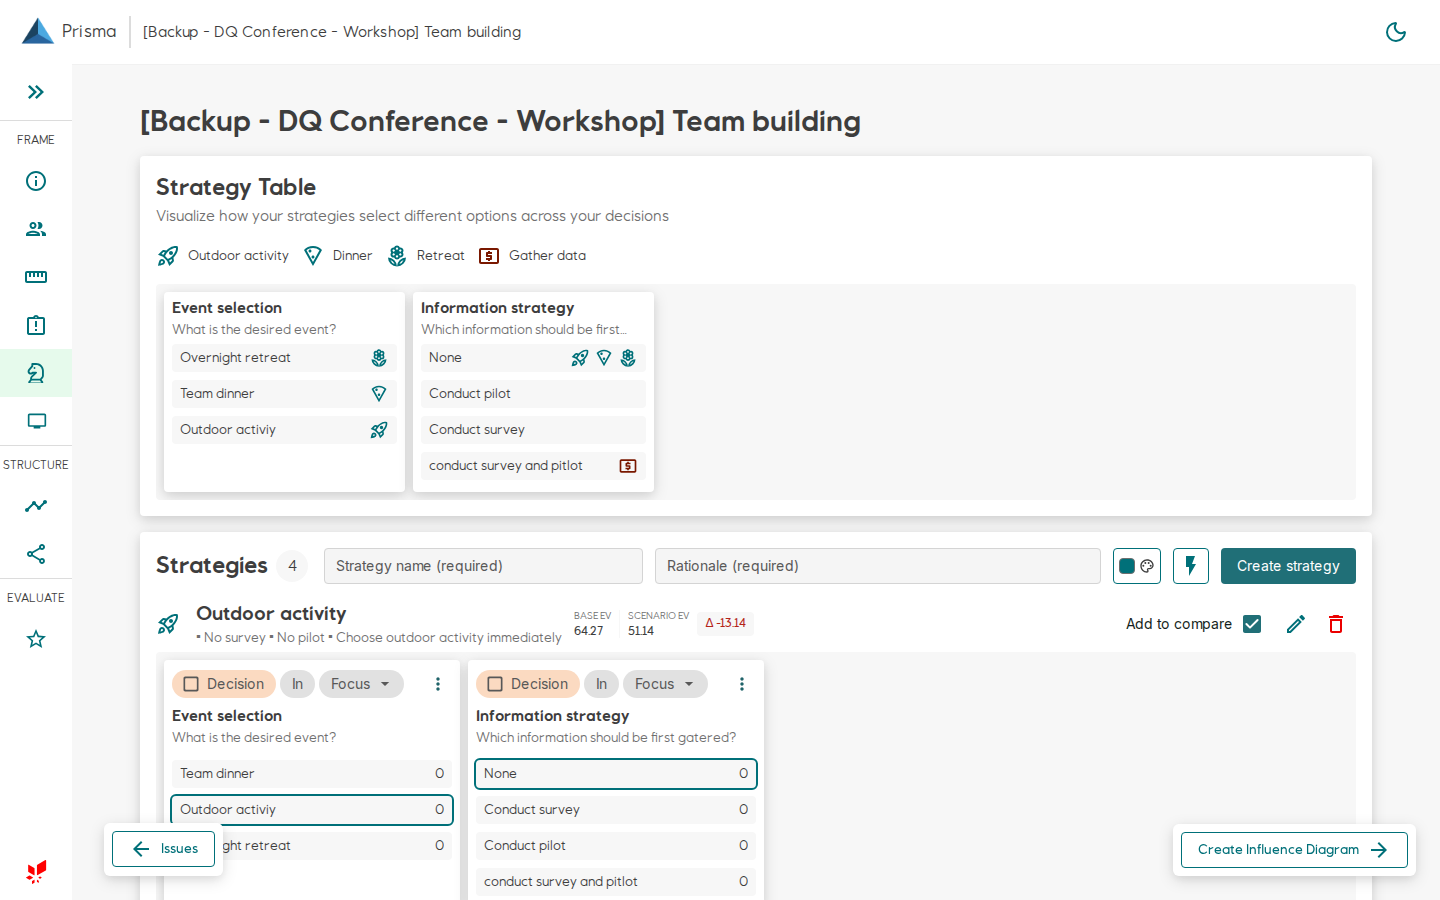 Prisma
[Backup - DQ Conference - Workshop] Team building
FRAME
STRUCTURE
EVALUATE
[Backup - DQ Conference - Workshop] Team building
Strategy Table
Visualize how your strategies select different options across your decisions
Outdoor activity Dinner Retreat Gather data
Event selection
What is the desired event?
Overnight retreat
Team dinner
Outdoor activiy
Information strategy
Which information should be first...
None
Conduct pilot
Conduct survey
conduct survey and pitlot
Strategies 4 Strategy name (required) Rationale (required) Create strategy
Outdoor activity
▪ No survey ▪ No pilot ▪ Choose outdoor activity immediately
BASE EV
64.27
SCENARIO EV
51.14
Δ -13.14
Add to compare
Decision In Focus
Event selection
What is the desired event?
Team dinner 0
Outdoor activiy 0
ght retreat 0
Decision In Focus
Information strategy
Which information should be first gatered?
None 0
Conduct survey 0
Conduct pilot 0
conduct survey and pitlot 0
Issues
Create Influence Diagram